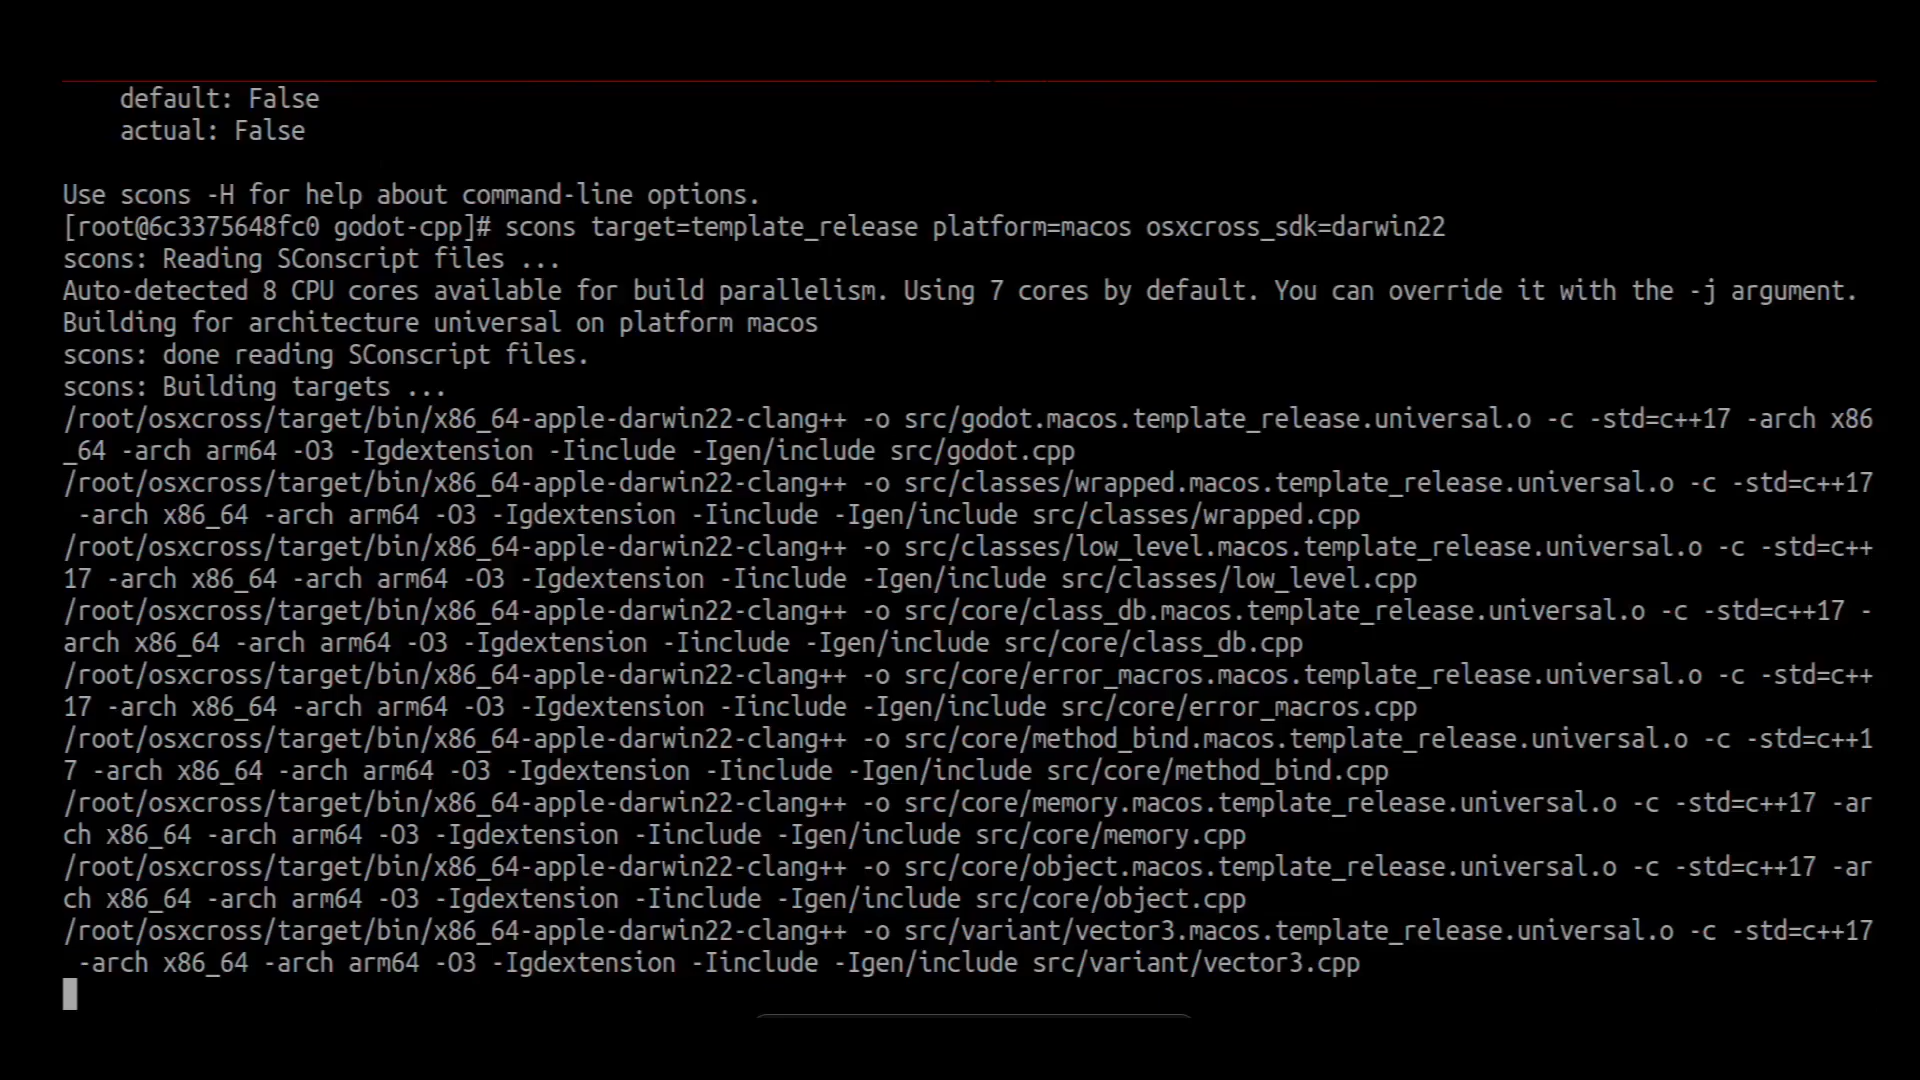 default: False
actual: False
Use scons -H for help about command-line options.
[root@6c3375648fc0 godot-cpp]# scons target=template_release platform=macos osxcross_sdk=darwin22
scons: Reading SConscript files ...
Auto-detected 8 CPU cores available for build parallelism. Using 7 cores by default. You can override it with the -j argument.
Building for architecture universal on platform macos
scons: done reading SConscript files.
scons: Building targets ...
/root/osxcross/target/bin/x86_64-apple-darwin22-clang++ -o src/godot.macos.template_release.universal.o -c -std=c++17 -arch x86
_64 -arch arm64 -O3 -Igdextension -Iinclude -Igen/include src/godot.cpp
/root/osxcross/target/bin/x86_64-apple-darwin22-clang++ -o src/classes/wrapped.macos.template_release.universal.o -c -std=c++17
 -arch x86_64 -arch arm64 -O3 -Igdextension -Iinclude -Igen/include src/classes/wrapped.cpp
/root/osxcross/target/bin/x86_64-apple-darwin22-clang++ -o src/classes/low_level.macos.template_release.universal.o -c -std=c++
17 -arch x86_64 -arch arm64 -O3 -Igdextension -Iinclude -Igen/include src/classes/low_level.cpp
/root/osxcross/target/bin/x86_64-apple-darwin22-clang++ -o src/core/class_db.macos.template_release.universal.o -c -std=c++17 -
arch x86_64 -arch arm64 -O3 -Igdextension -Iinclude -Igen/include src/core/class_db.cpp
/root/osxcross/target/bin/x86_64-apple-darwin22-clang++ -o src/core/error_macros.macos.template_release.universal.o -c -std=c++
17 -arch x86_64 -arch arm64 -O3 -Igdextension -Iinclude -Igen/include src/core/error_macros.cpp
/root/osxcross/target/bin/x86_64-apple-darwin22-clang++ -o src/core/method_bind.macos.template_release.universal.o -c -std=c++1
7 -arch x86_64 -arch arm64 -O3 -Igdextension -Iinclude -Igen/include src/core/method_bind.cpp
/root/osxcross/target/bin/x86_64-apple-darwin22-clang++ -o src/core/memory.macos.template_release.universal.o -c -std=c++17 -ar
ch x86_64 -arch arm64 -O3 -Igdextension -Iinclude -Igen/include src/core/memory.cpp
/root/osxcross/target/bin/x86_64-apple-darwin22-clang++ -o src/core/object.macos.template_release.universal.o -c -std=c++17 -ar
ch x86_64 -arch arm64 -O3 -Igdextension -Iinclude -Igen/include src/core/object.cpp
/root/osxcross/target/bin/x86_64-apple-darwin22-clang++ -o src/variant/vector3.macos.template_release.universal.o -c -std=c++17
 -arch x86_64 -arch arm64 -O3 -Igdextension -Iinclude -Igen/include src/variant/vector3.cpp